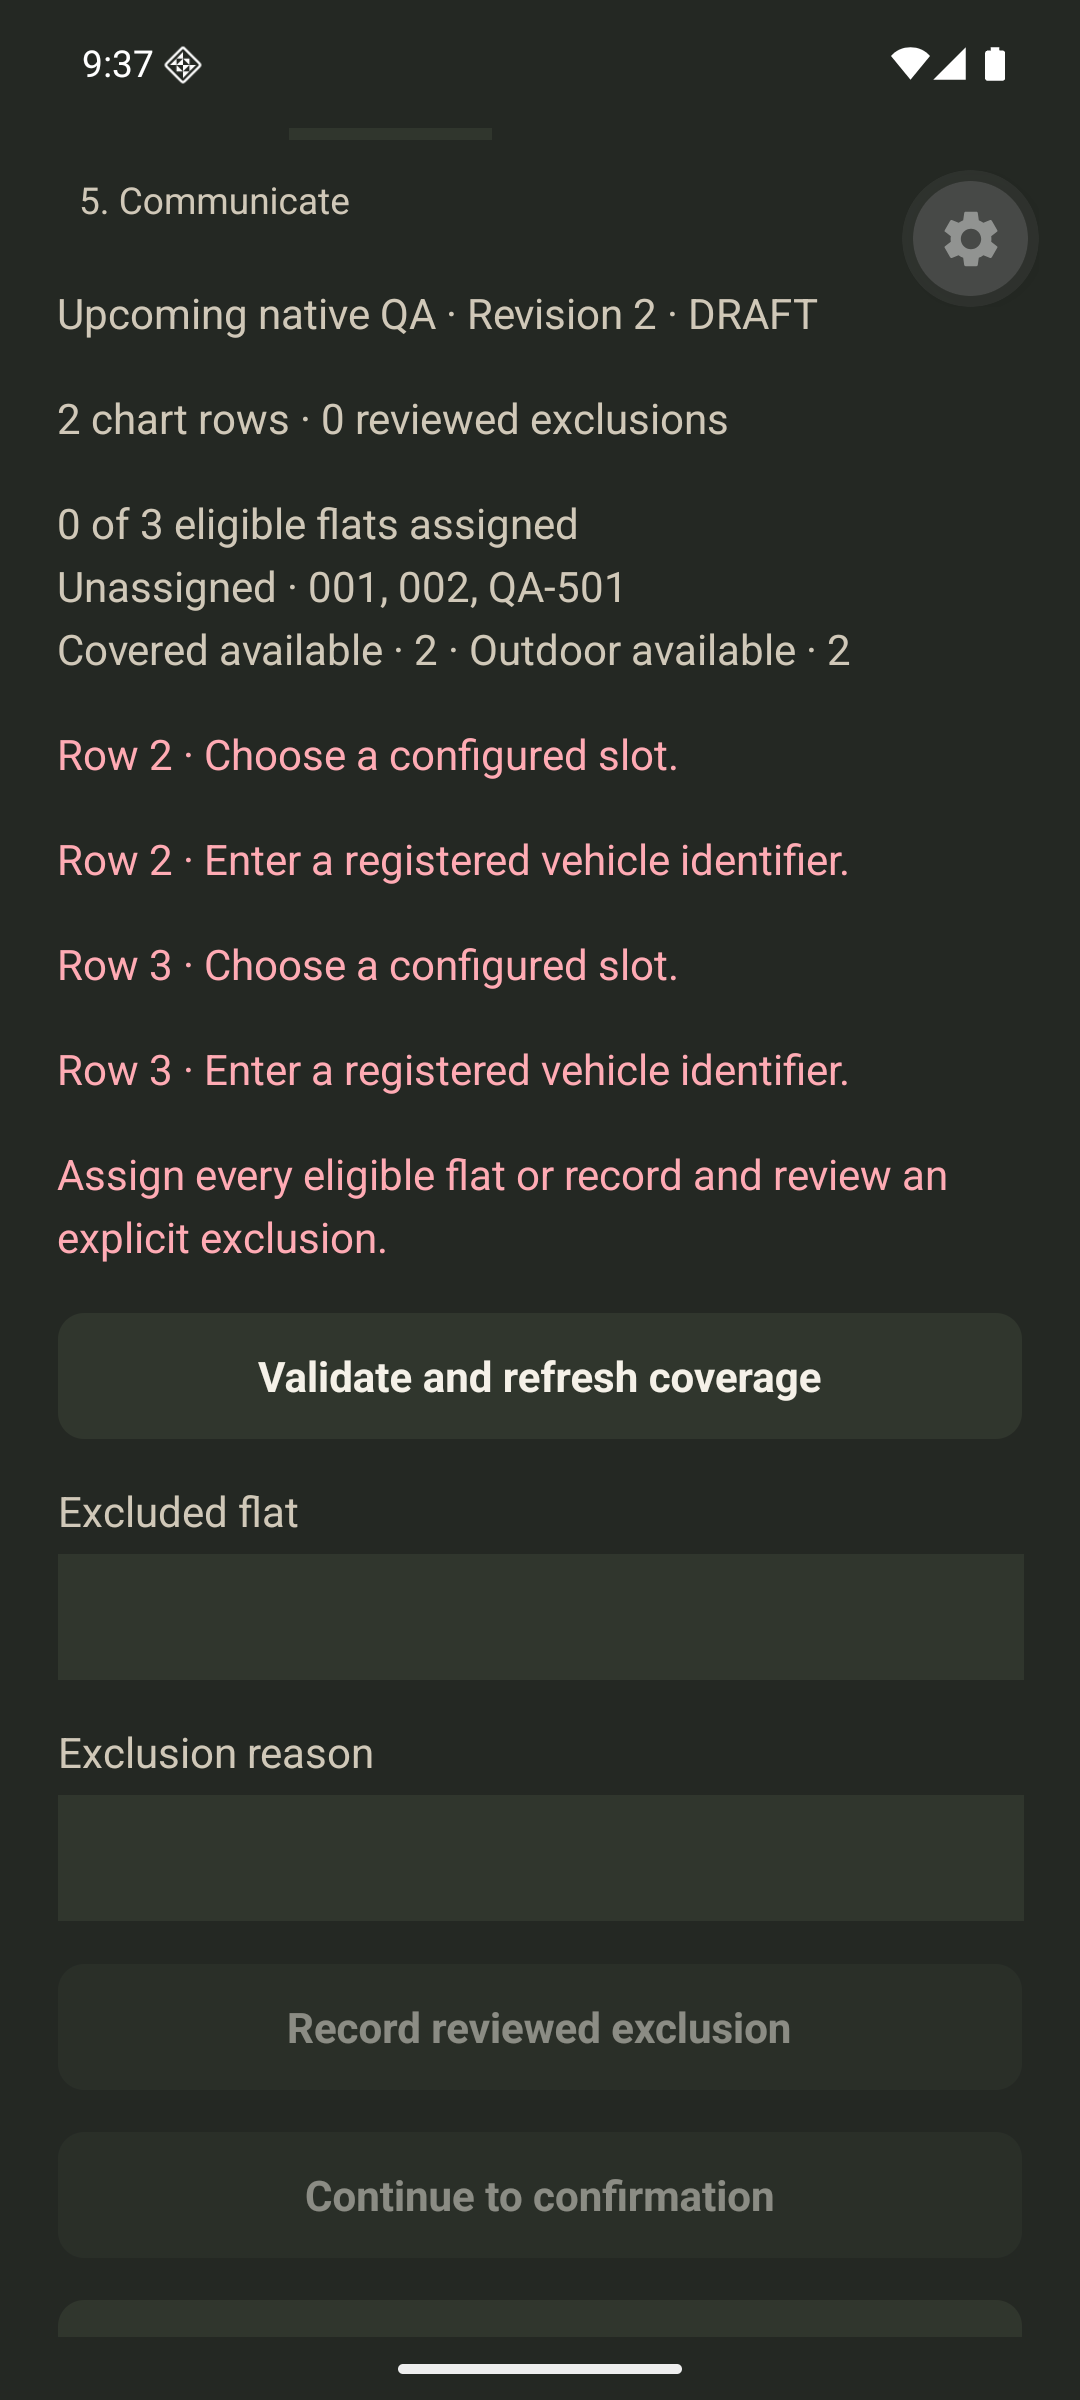 9:37
5. Communicate
Upcoming native QA · Revision 2 · DRAFT
2 chart rows · 0 reviewed exclusions
0 of 3 eligible flats assigned
Unassigned · 001, 002, QA-501
Covered available · 2 · Outdoor available · 2
Row 2 · Choose a configured slot.
Row 2 · Enter a registered vehicle identifier.
Row 3 · Choose a configured slot.
Row 3 · Enter a registered vehicle identifier.
Assign every eligible flat or record and review an
explicit exclusion.
Validate and refresh coverage
Excluded flat
Exclusion reason
Record reviewed exclusion
Continue to confirmation